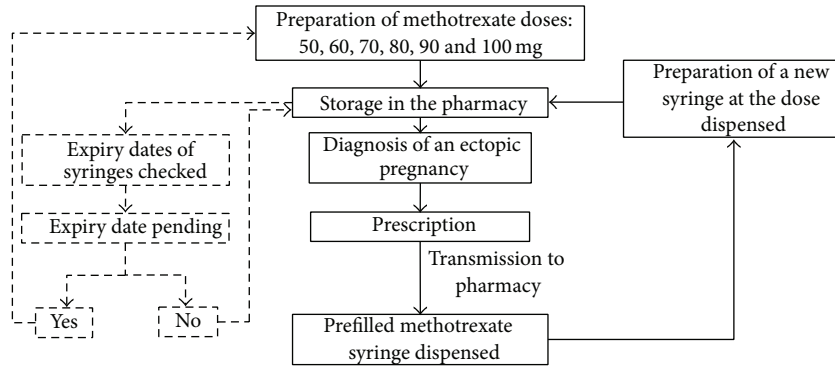 Preparation of methotrexate doses:
50, 60, 70, 80, 90 and 100 mg
Storage in the pharmacy
Preparation of a new
syringe at the dose
dispensed
Expiry dates of
syringes checked
Diagnosis of an ectopic
pregnancy
Expiry date pending
Prescription
Transmission to
pharmacy
Yes
No
Prefilled methotrexate
syringe dispensed